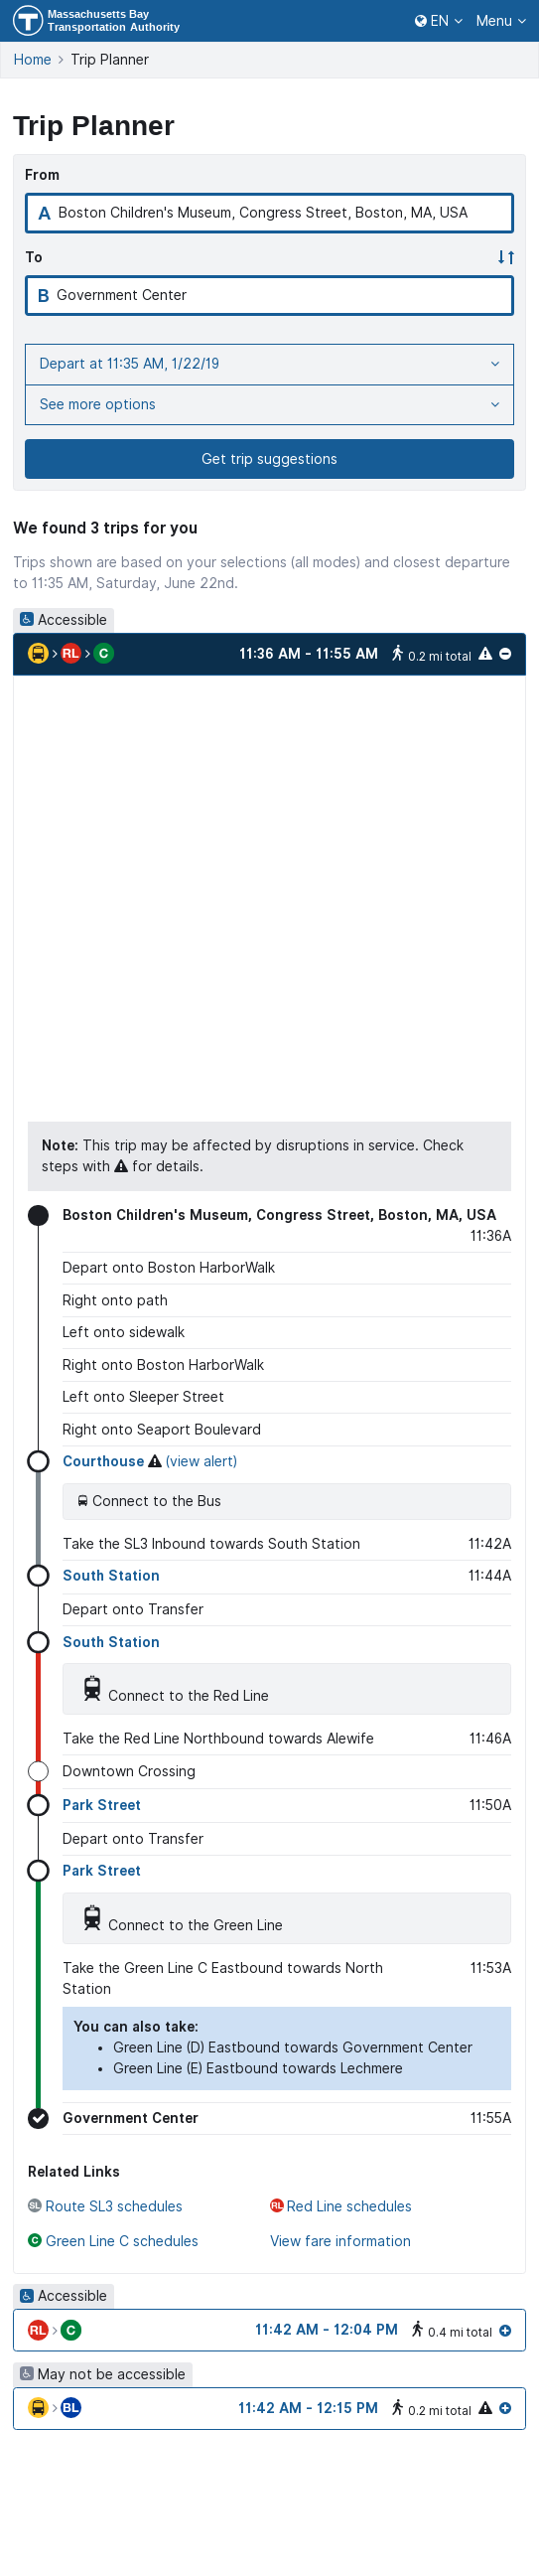 Massachusetts Bay
Transportation Authority
EN
Menu
Home
Trip Planner
Trip Planner
From
A Boston Children's Museum, Congress Street, Boston, MA, USA
To
B Government Center
Depart at 11:35 AM, 1/22/19
See more options
Get trip suggestions
We found 3 trips for you
Trips shown are based on your selections (all modes) and closest departure
to 11:35 AM, Saturday, June 22nd.
Accessible
RL C 11:36 AM - 11:55 AM 0.2 mi total
Note: This trip may be affected by disruptions in service. Check
steps with for details.
Boston Children's Museum, Congress Street, Boston, MA, USA
11:36A
Depart onto Boston HarborWalk
Right onto path
Left onto sidewalk
Right onto Boston HarborWalk
Left onto Sleeper Street
Right onto Seaport Boulevard
Courthouse (view alert)
Connect to the Bus
Take the SL3 Inbound towards South Station 11:42A
South Station 11:44A
Depart onto Transfer
South Station
Connect to the Red Line
Take the Red Line Northbound towards Alewife 11:46A
Downtown Crossing
Park Street 11:50A
Depart onto Transfer
Park Street
Connect to the Green Line
Take the Green Line C Eastbound towards North 11:53A
Station
You can also take:
• Green Line (D) Eastbound towards Government Center
• Green Line (E) Eastbound towards Lechmere
Government Center 11:55A
Related Links
SL Route SL3 schedules
RL Red Line schedules
C Green Line C schedules
View fare information
Accessible
RL C 11:42 AM - 12:04 PM 0.4 mi total
May not be accessible
BL 11:42 AM - 12:15 PM 0.2 mi total